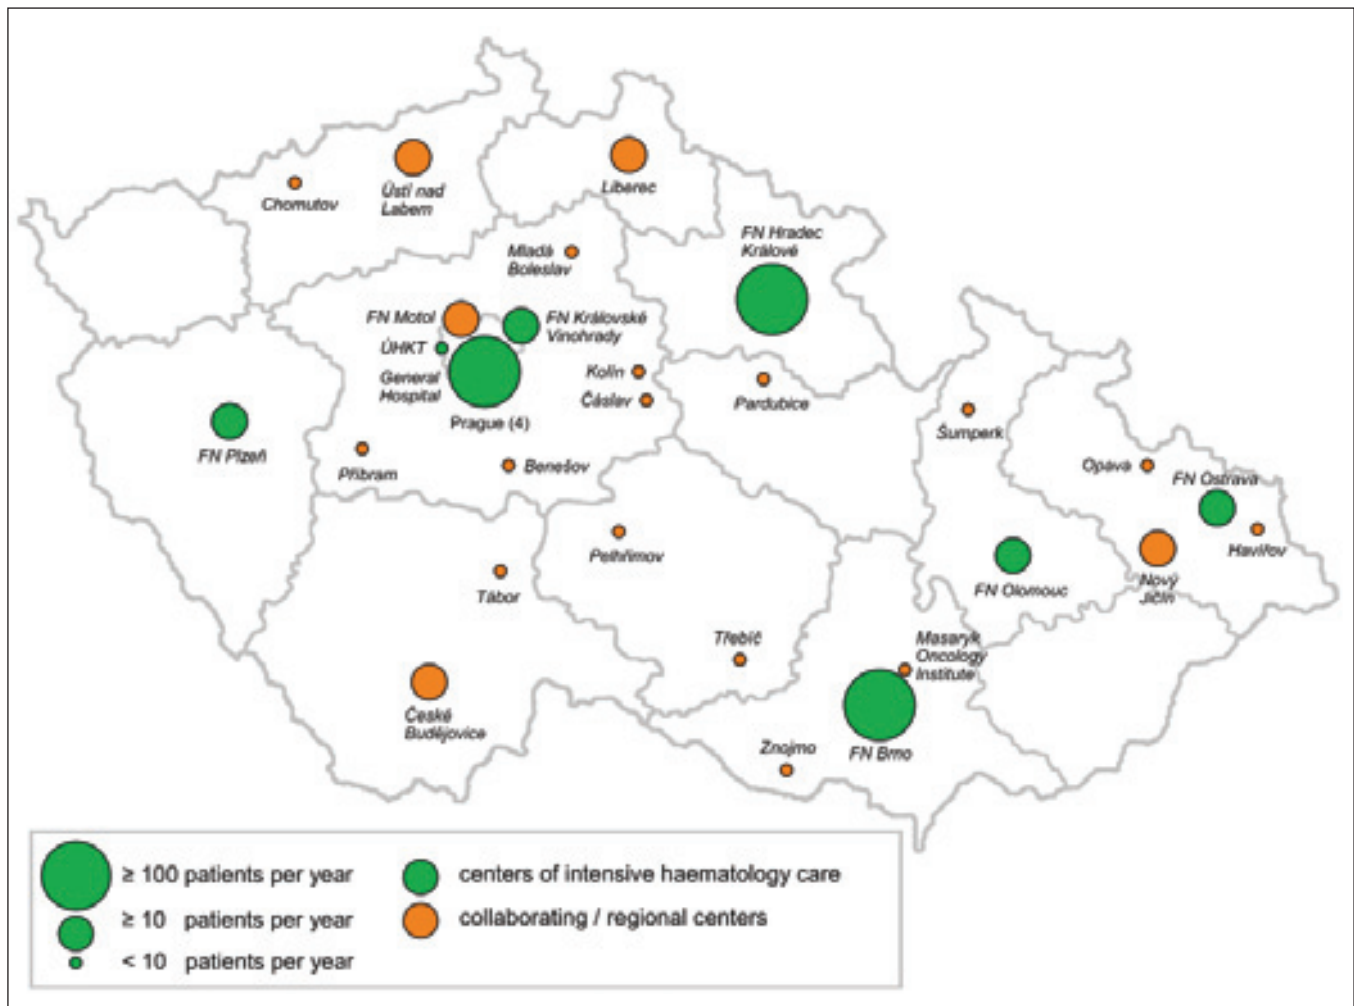 Chomutov
Ústí nad
Labem
Liberec
FN Hradec
Králové
Mladá
Boleslav
FN Motol
FN Královské
Vinohrady
ÚHKT
General
Hospital
Prague (4)
Kolín
Čáslav
Pardubice
Šumperk
FN Plzeň
Příbram
Benešov
Opava
FN Ostrava
Havířov
Pelhřimov
Tábor
FN Olomouc
Nový
Jičín
Třebíč
Masaryk
Oncology
Institute
České
Budějovice
Znojmo
FN Brno
≥ 100 patients per year
≥ 10 patients per year
< 10 patients per year
centers of intensive haematology care
collaborating / regional centers